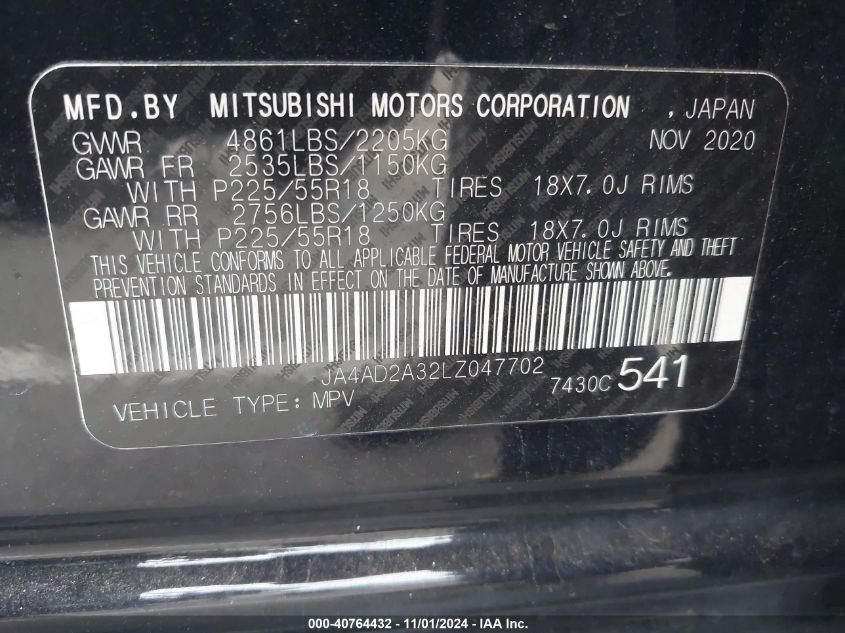 MFD.BY MITSUBISHI MOTORS CORPORATION , JAPAN
GVWR 4861LBS/2205KG NOV 2020
GAWR FR 2535LBS/1150KG
WITH P225/55R18 TIRES 18X7.0J RIMS
GAWR RR 2756LBS/1250KG
WITH P225/55R18 TIRES 18X7.0J RIMS
THIS VEHICLE CONFORMS TO ALL APPLICABLE FEDERAL MOTOR VEHICLE SAFETY AND THEFT
PREVENTION STANDARDS IN EFFECT ON THE DATE OF MANUFACTURE SHOWN ABOVE.
JA4AD2A32LZ047702
7430C 541
VEHICLE TYPE: MPV
000-40764432 - 11/01/2024 - IAA Inc.